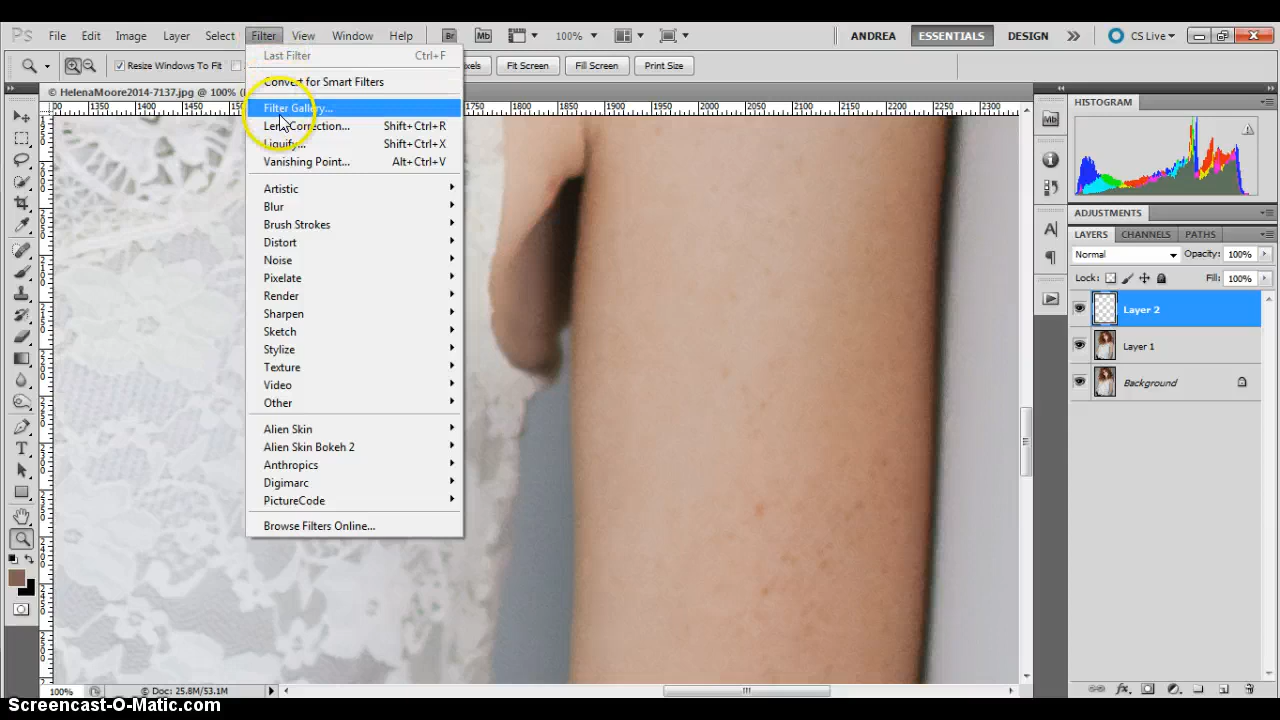 Ps File Edit Image Layer Select Filter View Window Help Br Mb 100% ANDREA ESSENTIALS DESIGN CS Live
Resize Windows To Fit Fit Screen Fill Screen Print Size
© HelenaMoore2014-7137.jpg @ 100%
Last Filter Ctrl+F
Convert for Smart Filters
Filter Gallery...
Lens Correction... Shift+Ctrl+R
Liquify... Shift+Ctrl+X
Vanishing Point... Alt+Ctrl+V
Artistic
Blur
Brush Strokes
Distort
Noise
Pixelate
Render
Sharpen
Sketch
Stylize
Texture
Video
Other
Alien Skin
Alien Skin Bokeh 2
Anthropics
Digimarc
PictureCode
Browse Filters Online...
1350 1400 1450 1500 1750 1800 1850 1900 1950 2000 2050 2100 2150 2200 2250 2300
HISTOGRAM
ADJUSTMENTS
LAYERS CHANNELS PATHS
Normal Opacity: 100%
Lock: Fill: 100%
Layer 2
Layer 1
Background
100% Doc: 25.8M/53.1M
Screencast-O-Matic.com